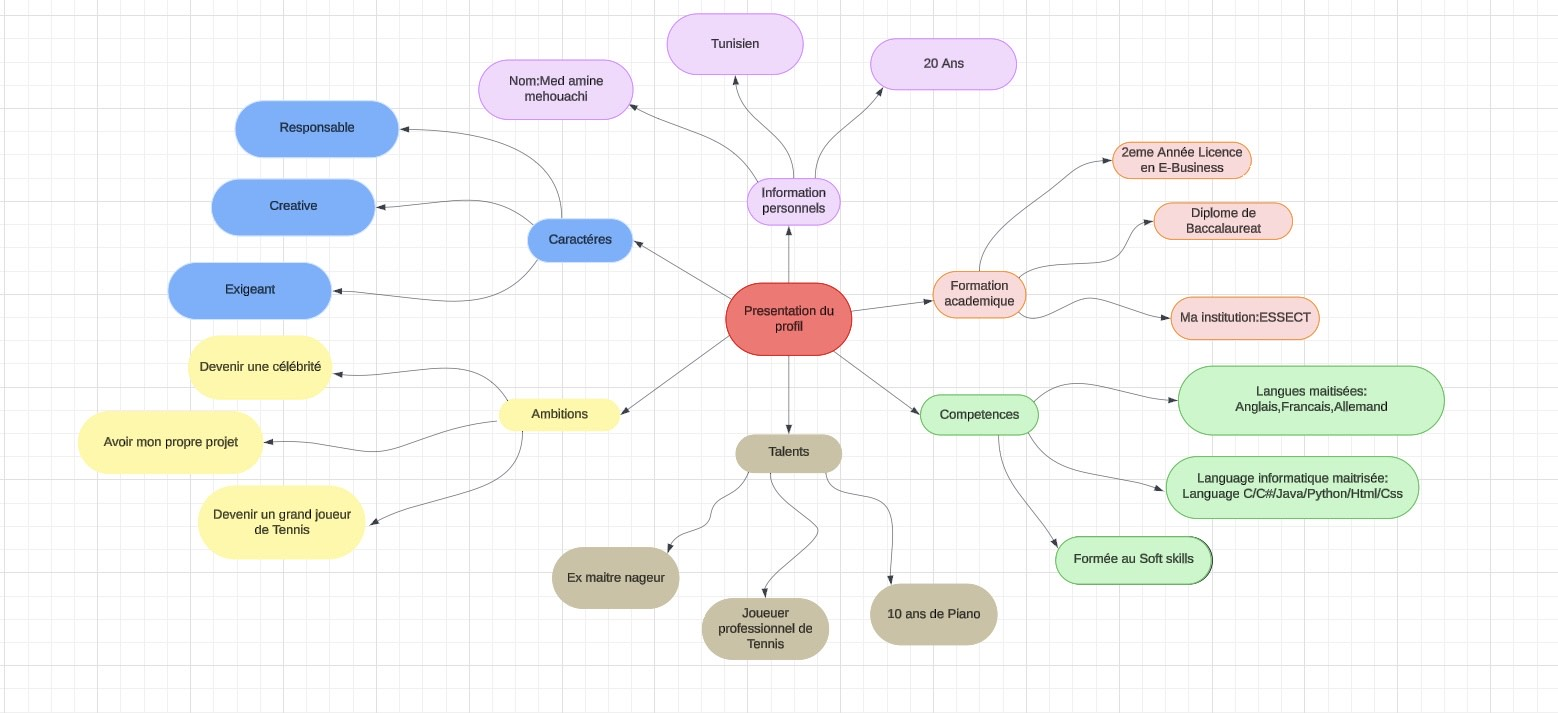 Presentation du
profil
Information
personnels
Nom:Med amine
mehouachi
Tunisien
20 Ans
Formation
academique
2eme Année Licence
en E-Business
Diplome de
Baccalaureat
Ma institution:ESSECT
Competences
Langues maitisées:
Anglais,Francais,Allemand
Language informatique maitrisée:
Language C/C#/Java/Python/Html/Css
Formée au Soft skills
Talents
Ex maitre nageur
Joueuer
professionnel de
Tennis
10 ans de Piano
Ambitions
Devenir une célébrité
Avoir mon propre projet
Devenir un grand joueur
de Tennis
Caractéres
Responsable
Creative
Exigeant